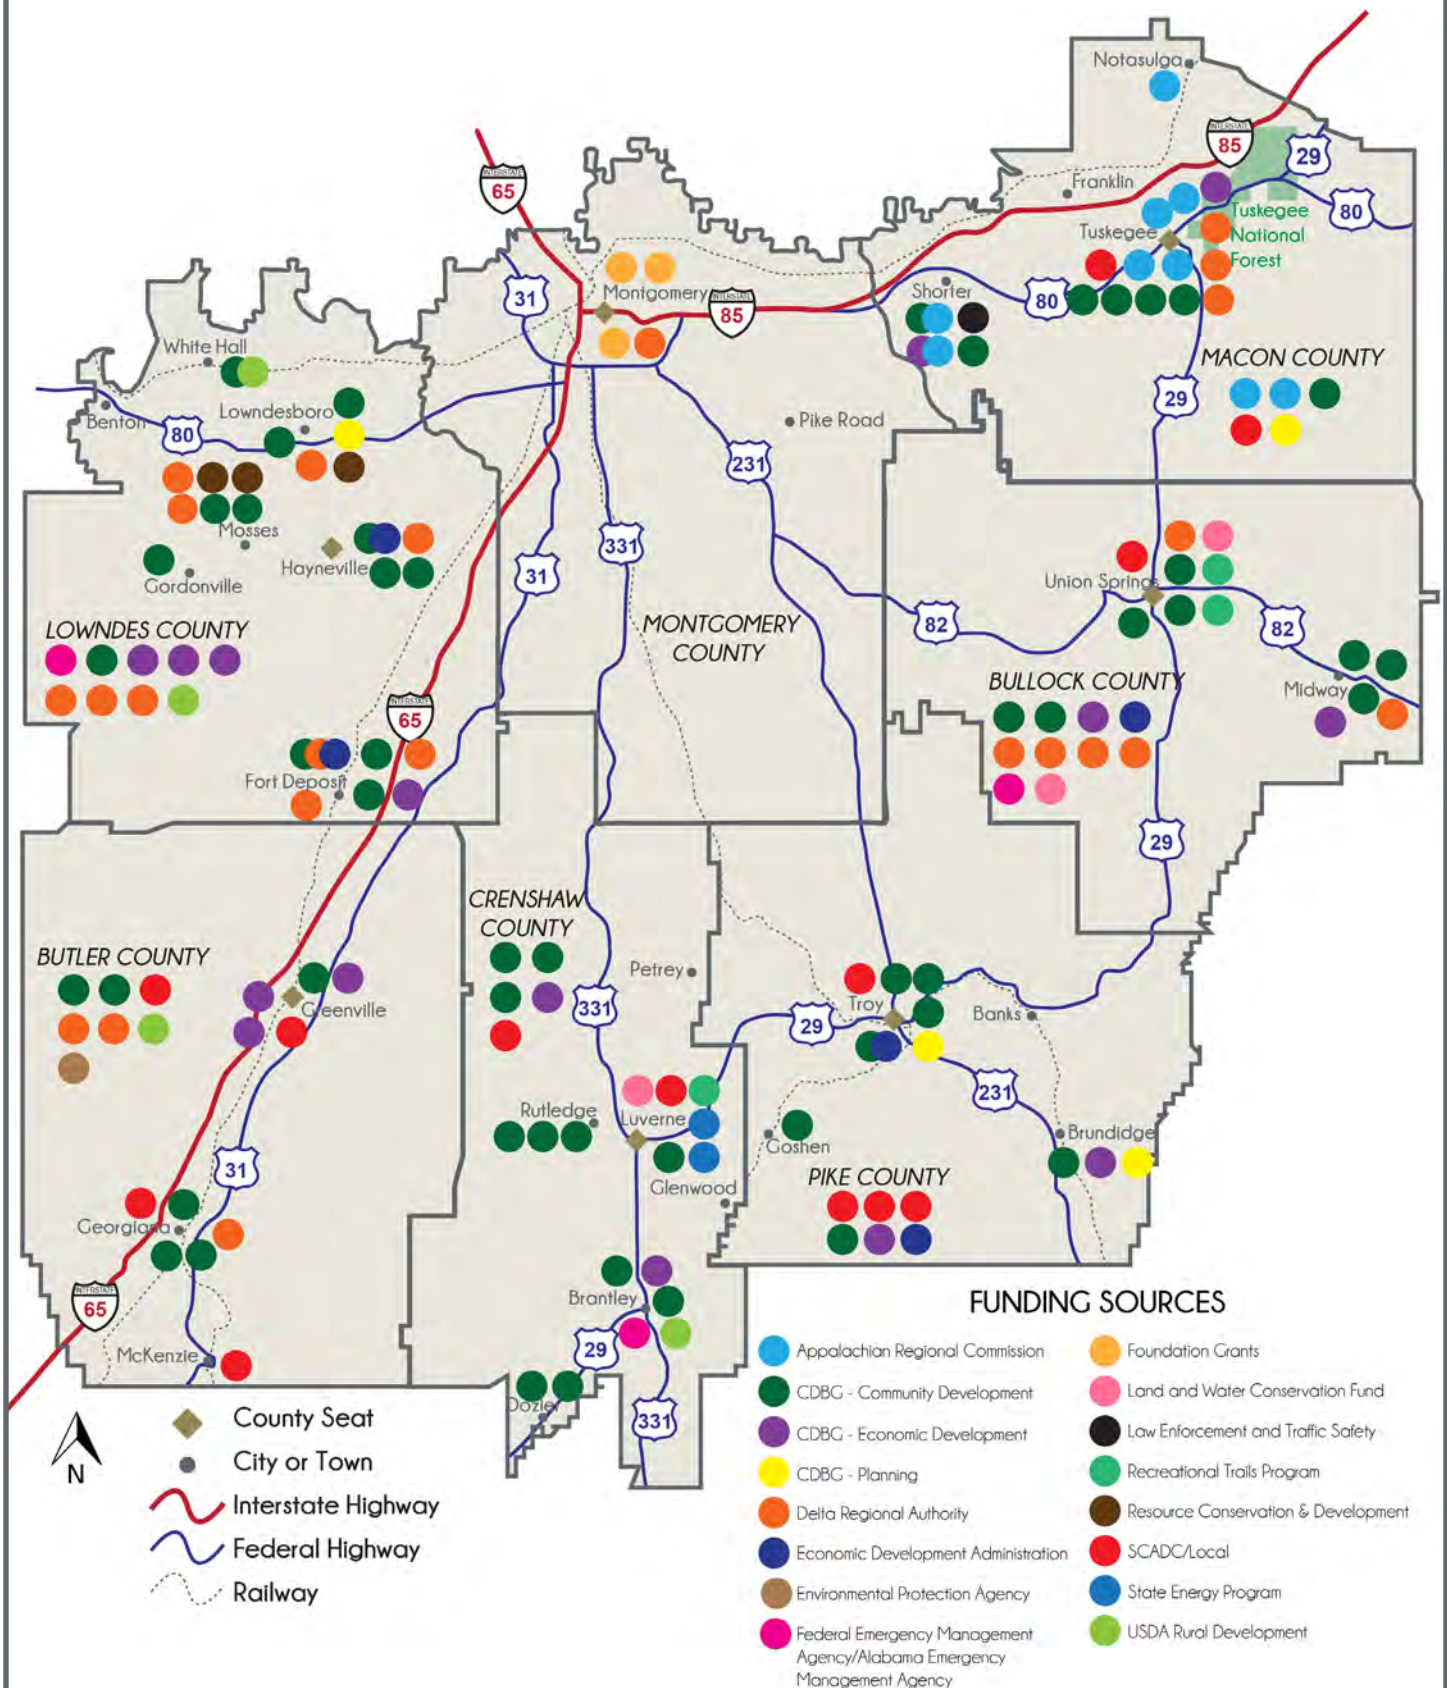 Notasulga
INTERSTATE
85
29
INTERSTATE
65
Franklin
80
Tuskegee
National
Forest
Tuskegee
31
Montgomery
INTERSTATE
85
Shorter
80
White Hall
MACON COUNTY
Benton
Lowndesboro
80
29
Pike Road
231
Mosses
331
Hayneville
31
Gordonville
Union Springs
LOWNDES COUNTY
MONTGOMERY
COUNTY
82
82
BULLOCK COUNTY
Midway
INTERSTATE
65
Fort Deposit
29
CRENSHAW
COUNTY
BUTLER COUNTY
Petrey
Greenville
331
Troy
29
Banks
231
Rutledge
Luverne
Goshen
Brundidge
31
Glenwood
PIKE COUNTY
Georgiana
INTERSTATE
65
Brantley
McKenzie
29
Dozier
331
N
County Seat
City or Town
Interstate Highway
Federal Highway
Railway
FUNDING SOURCES
Appalachian Regional Commission
CDBG - Community Development
CDBG - Economic Development
CDBG - Planning
Delta Regional Authority
Economic Development Administration
Environmental Protection Agency
Federal Emergency Management
Agency/Alabama Emergency
Management Agency
Foundation Grants
Land and Water Conservation Fund
Law Enforcement and Traffic Safety
Recreational Trails Program
Resource Conservation & Development
SCADC/Local
State Energy Program
USDA Rural Development